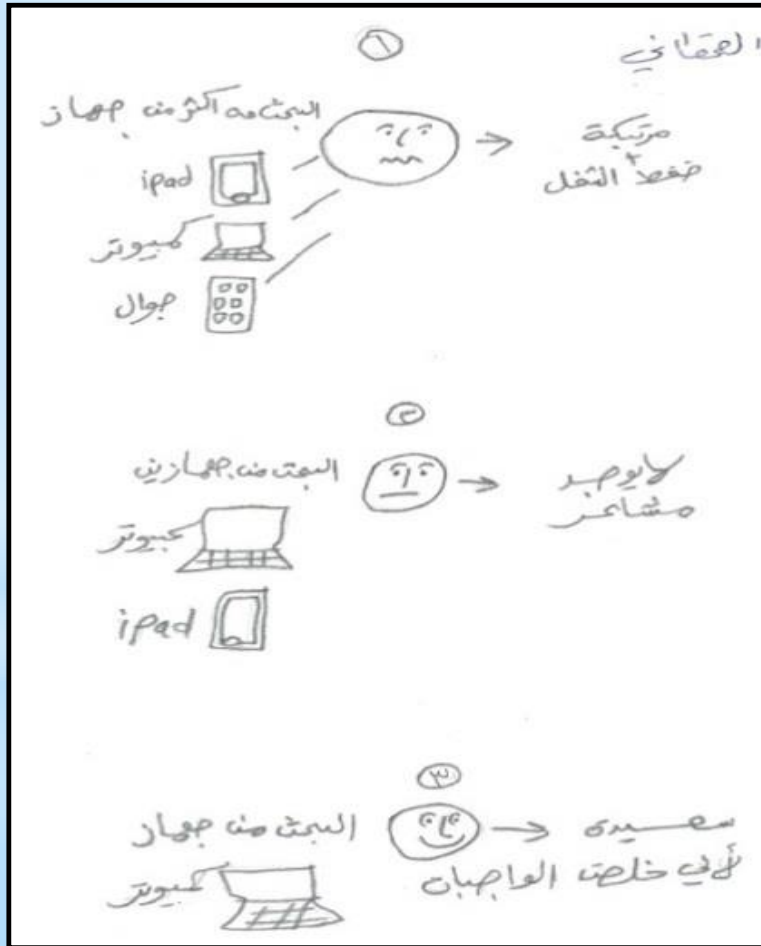 ١
البحث من أكثر من جهاز
ipad
كمبيوتر
جوال
مرتبكة
+
ضغط الشغل
٢
البحث من جهازين
كمبيوتر
ipad
لا يوجد
مشاعر
٣
البحث من جهاز
كمبيوتر
سعيدة
لأني خلصت الواجبات